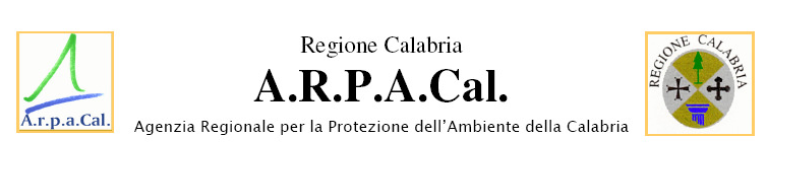 Regione Calabria
A.R.P.A.Cal.
Agenzia Regionale per la Protezione dell'Ambiente della Calabria
A.r.p.a.Cal.
REGIONE CALABRIA